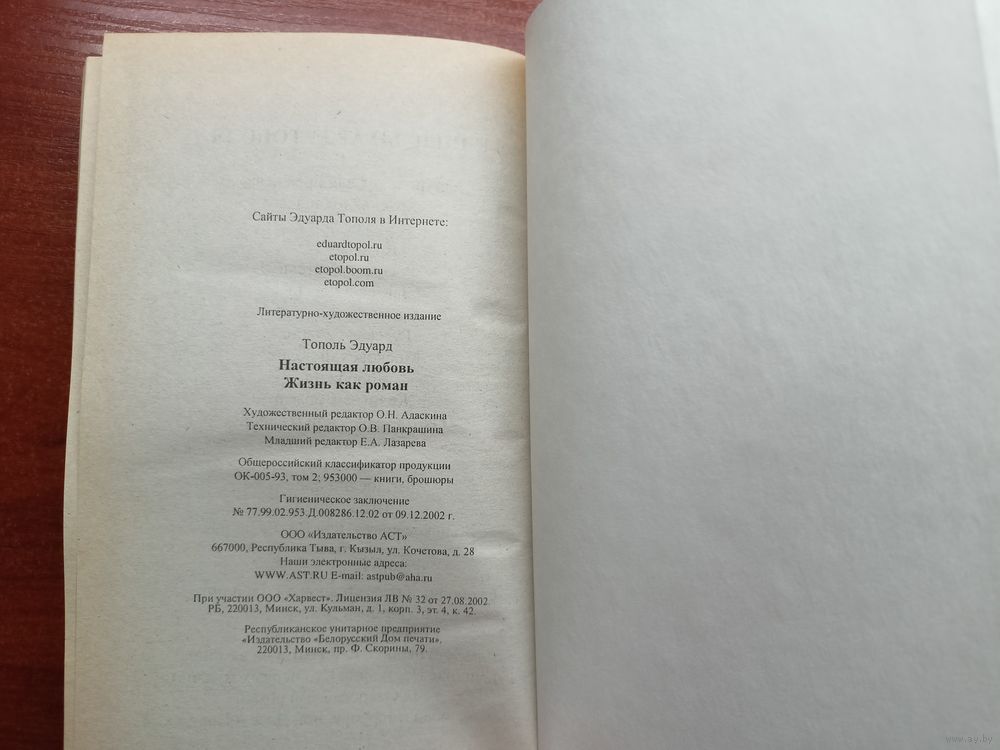 Сайты Эдуарда Тополя в Интернете:
eduardtopol.ru
etopol.ru
etopol.boom.ru
etopol.com
Литературно-художественное издание
Тополь Эдуард
Настоящая любовь
Жизнь как роман
Художественный редактор О.Н. Адаскина
Технический редактор О.В. Панкрашина
Младший редактор Е.А. Лазарева
Общероссийский классификатор продукции
ОК-005-93, том 2; 953000 — книги, брошюры
Гигиеническое заключение
№ 77.99.02.953.Д.008286.12.02 от 09.12.2002 г.
ООО «Издательство АСТ»
667000, Республика Тыва, г. Кызыл, ул. Кочетова, д. 28
Наши электронные адреса:
WWW.AST.RU E-mail: astpub@aha.ru
При участии ООО «Харвест». Лицензия ЛВ № 32 от 27.08.2002.
РБ, 220013, Минск, ул. Кульман, д. 1, корп. 3, эт. 4, к. 42.
Республиканское унитарное предприятие
«Издательство «Белорусский Дом печати».
220013, Минск, пр. Ф. Скорины, 79.
www.ay.by